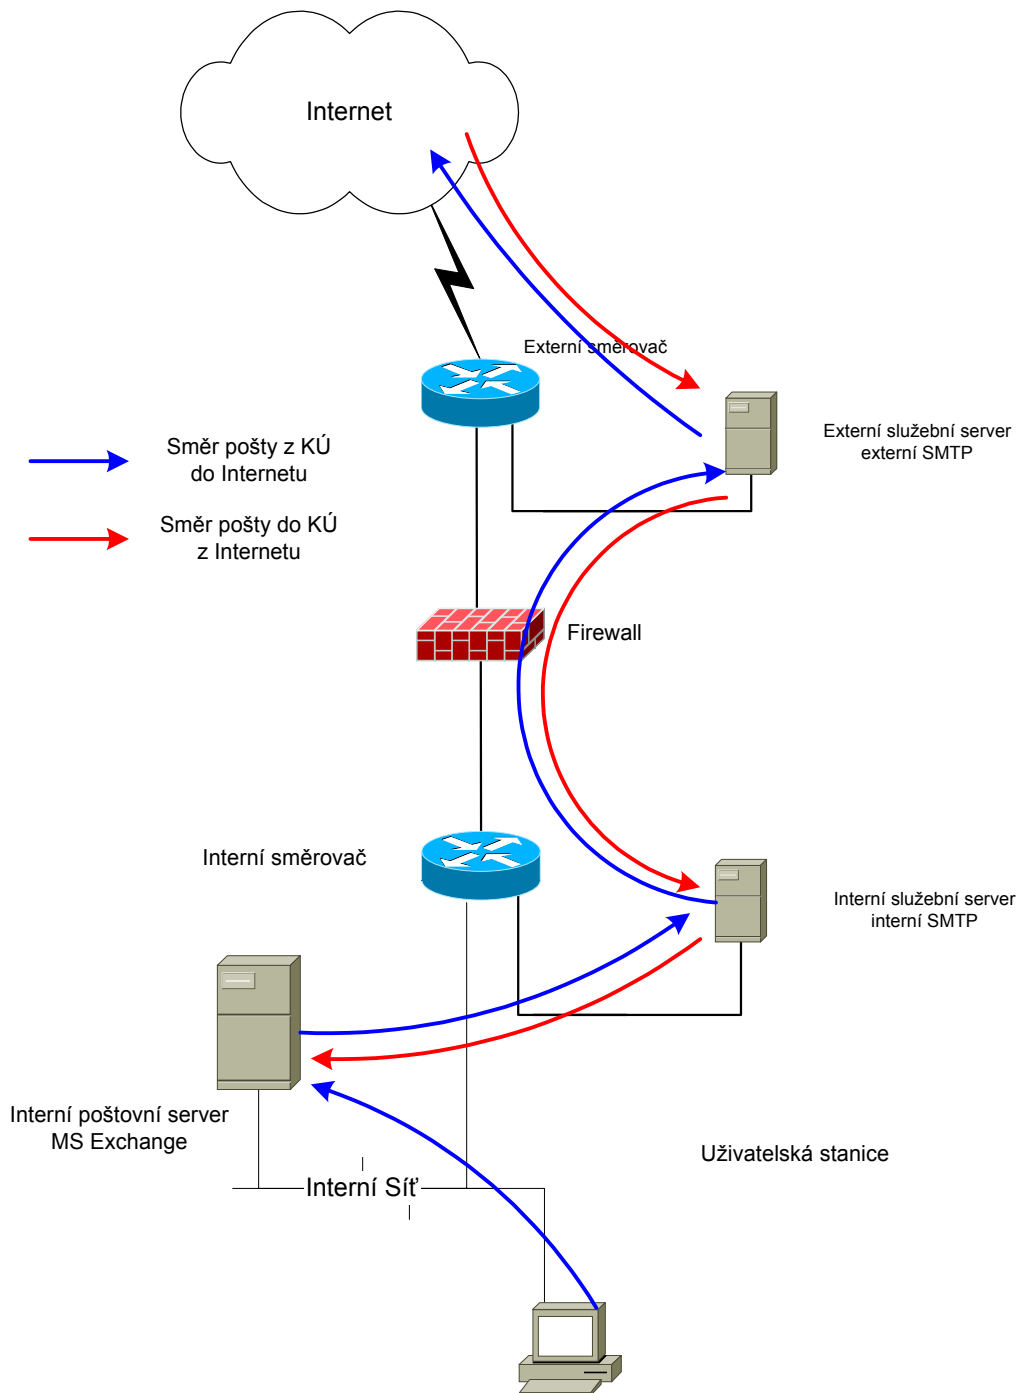 Internet
Externí směrovač
Externí služební server
externí SMTP
Směr pošty z KÚ
do Internetu
Směr pošty do KÚ
z Internetu
Firewall
Interní směrovač
Interní služební server
interní SMTP
Interní poštovní server
MS Exchange
Uživatelská stanice
Interní Síť